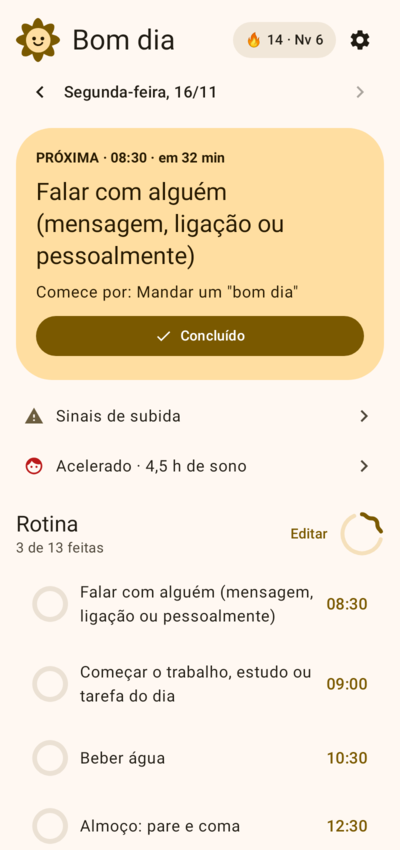 Bom dia
14 · Nv 6
Segunda-feira, 16/11
PRÓXIMA · 08:30 · em 32 min
Falar com alguém
(mensagem, ligação ou
pessoalmente)
Comece por: Mandar um "bom dia"
Concluído
Sinais de subida
Acelerado · 4,5 h de sono
Rotina
Editar
3 de 13 feitas
Falar com alguém (mensagem,
ligação ou pessoalmente)
08:30
Começar o trabalho, estudo ou
tarefa do dia
09:00
Beber água
10:30
Almoço: pare e coma
12:30